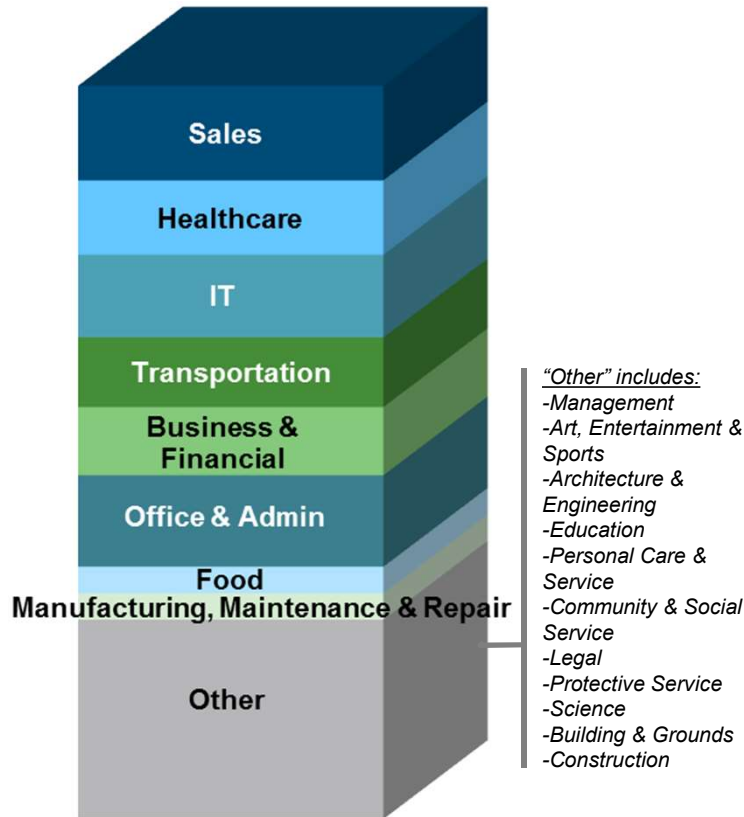 Sales
Healthcare
IT
Transportation
Business &
Financial
Office & Admin
Food
Manufacturing, Maintenance & Repair
Other
“Other” includes:
-Management
-Art, Entertainment &
Sports
-Architecture &
Engineering
-Education
-Personal Care &
Service
-Community & Social
Service
-Legal
-Protective Service
-Science
-Building & Grounds
-Construction